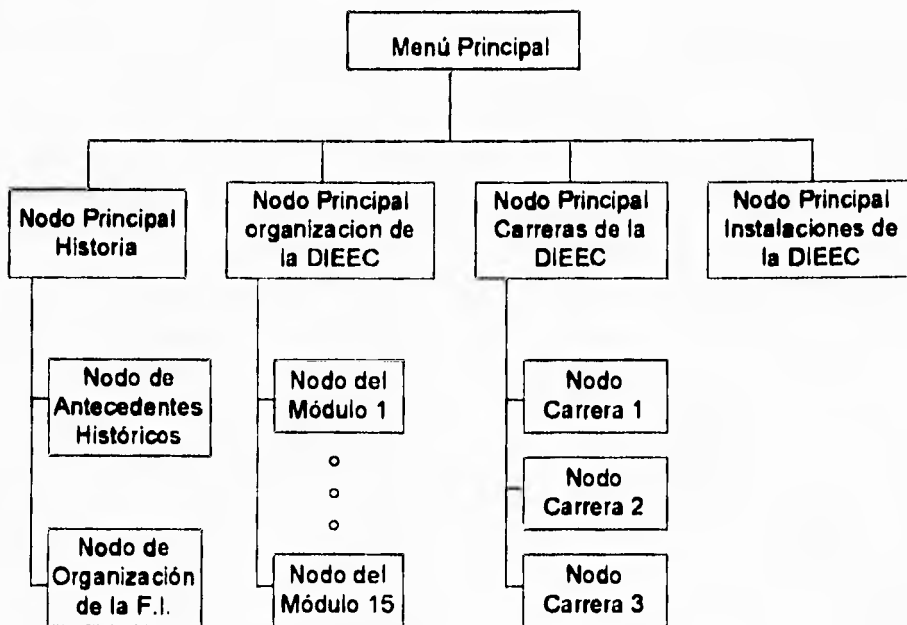 Menú Principal
Nodo Principal
Historia
Nodo Principal
organizacion de
la DIEEC
Nodo Principal
Carreras de la
DIEEC
Nodo Principal
Instalaciones de
la DIEEC
Nodo de
Antecedentes
Históricos
Nodo de
Organización
de la F.I.
Nodo del
Módulo 1
Nodo del
Módulo 15
Nodo
Carrera 1
Nodo
Carrera 2
Nodo
Carrera 3